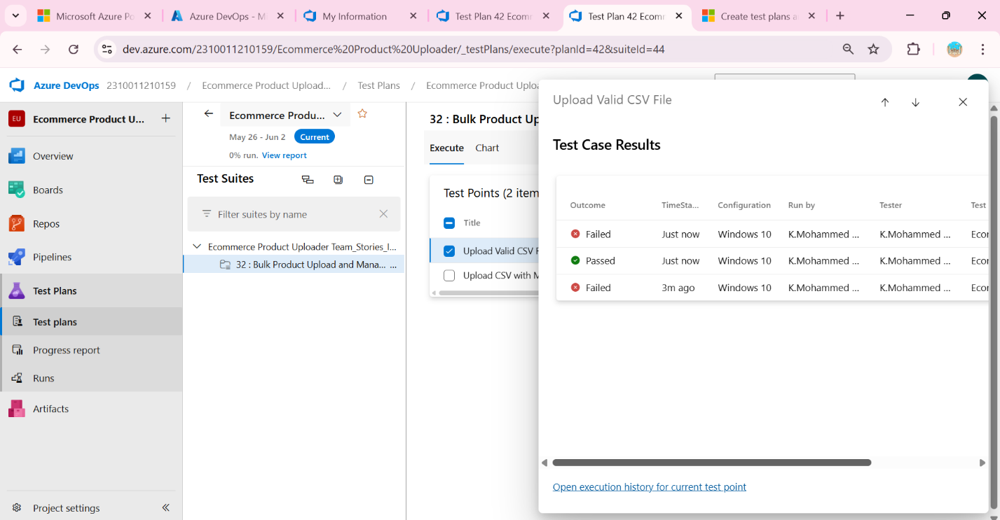 Microsoft Azure Po
Azure DevOps - Mi
My Information
Test Plan 42 Ecomm
Test Plan 42 Ecomm
Create test plans a
dev.azure.com/2310011210159/Ecommerce%20Product%20Uploader/_testPlans/execute?planId=42&suiteId=44
Azure DevOps 2310011210159 / Ecommerce Product Upload... / Test Plans / Ecommerce Product Uploa
EU Ecommerce Product U...
Overview
Boards
Repos
Pipelines
Test Plans
Test plans
Progress report
Runs
Artifacts
Project settings
Ecommerce Produ...
May 26 - Jun 2 Current
0% run. View report
Test Suites
Filter suites by name
Ecommerce Product Uploader Team_Stories_I...
32 : Bulk Product Upload and Mana... ...
32 : Bulk Product Up
Execute Chart
Test Points (2 item
Title
Upload Valid CSV F
Upload CSV with M
Upload Valid CSV File
Test Case Results
Outcome TimeSta... Configuration Run by Tester Test
Failed Just now Windows 10 K.Mohammed ... K.Mohammed ... Ecor
Passed Just now Windows 10 K.Mohammed ... K.Mohammed ... Ecor
Failed 3m ago Windows 10 K.Mohammed ... K.Mohammed ... Ecor
Open execution history for current test point